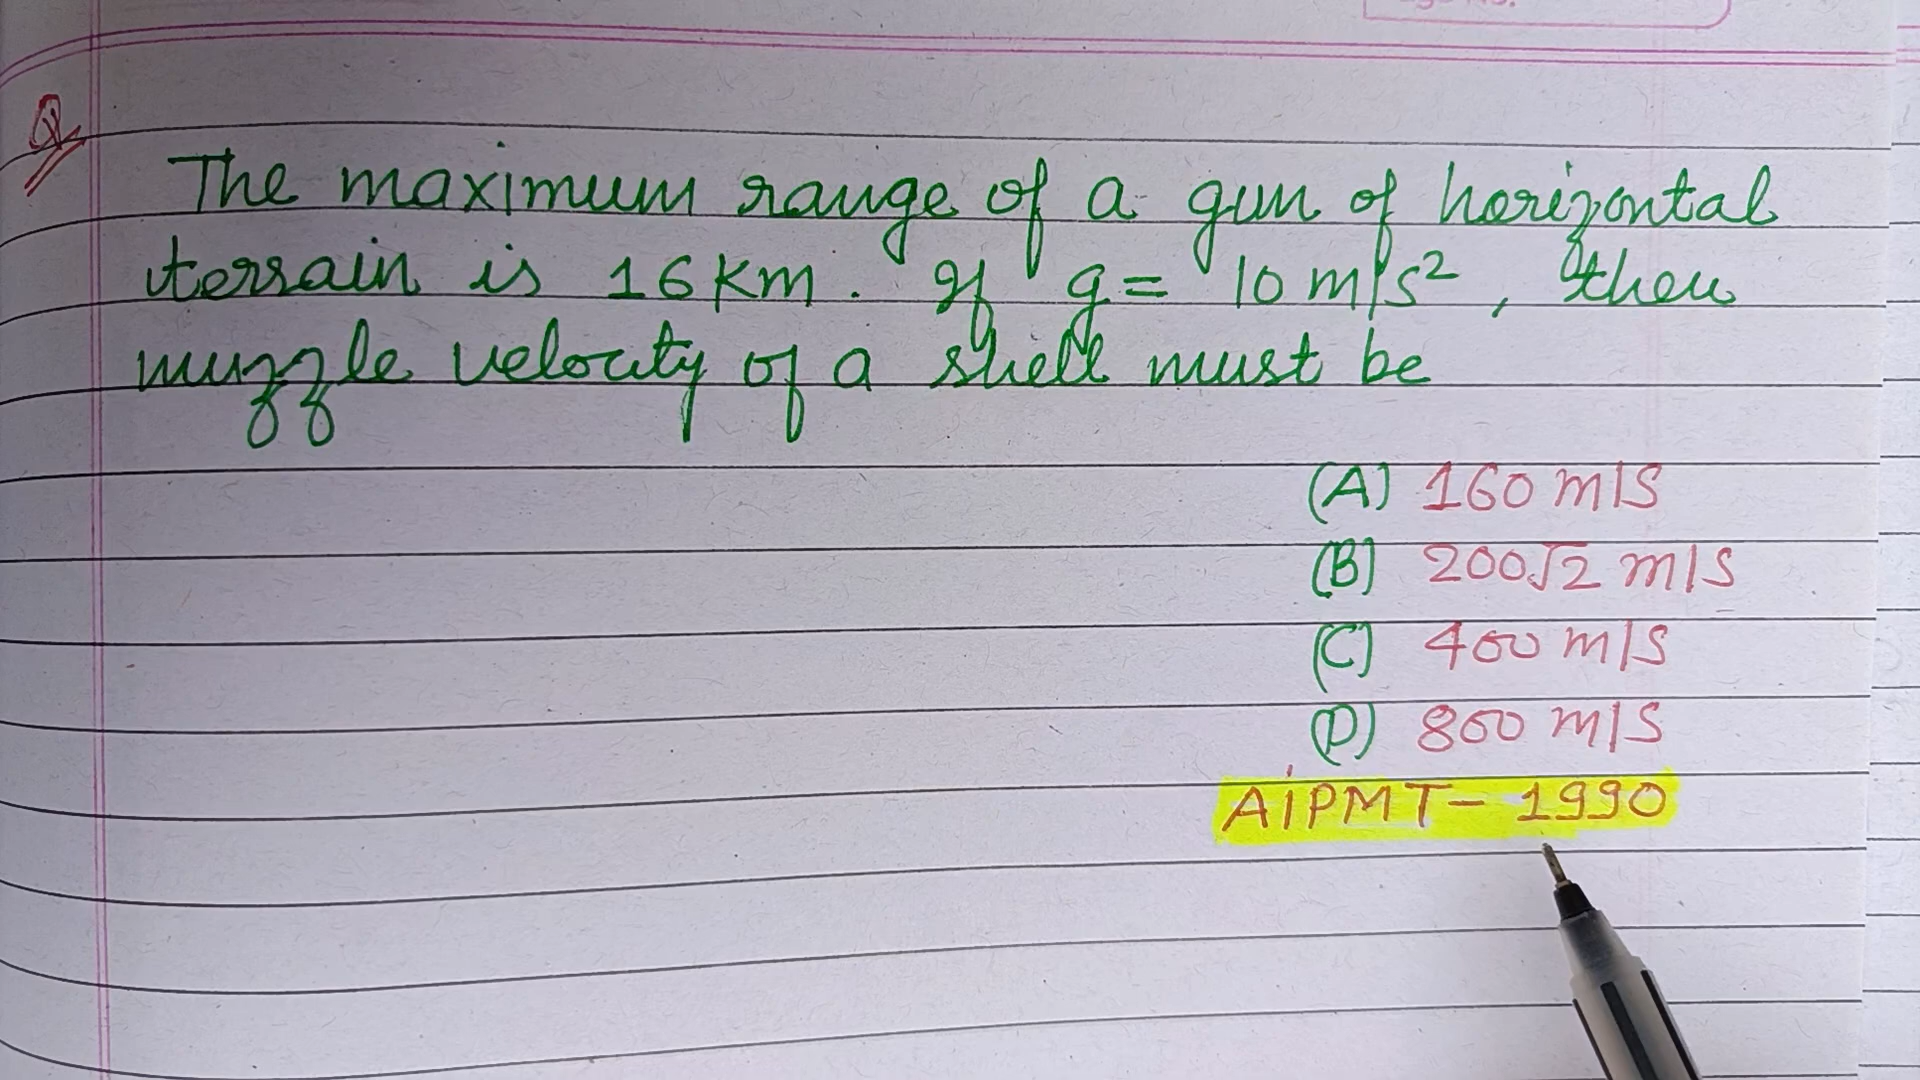 Q
The maximum range of a gun of horizontal
terrain is 16 km. If g = 10 m/s², then
muzzle velocity of a shell must be
(A) 160 m/s
(B) 200√2 m/s
(C) 400 m/s
(D) 800 m/s
AiPMT - 1990